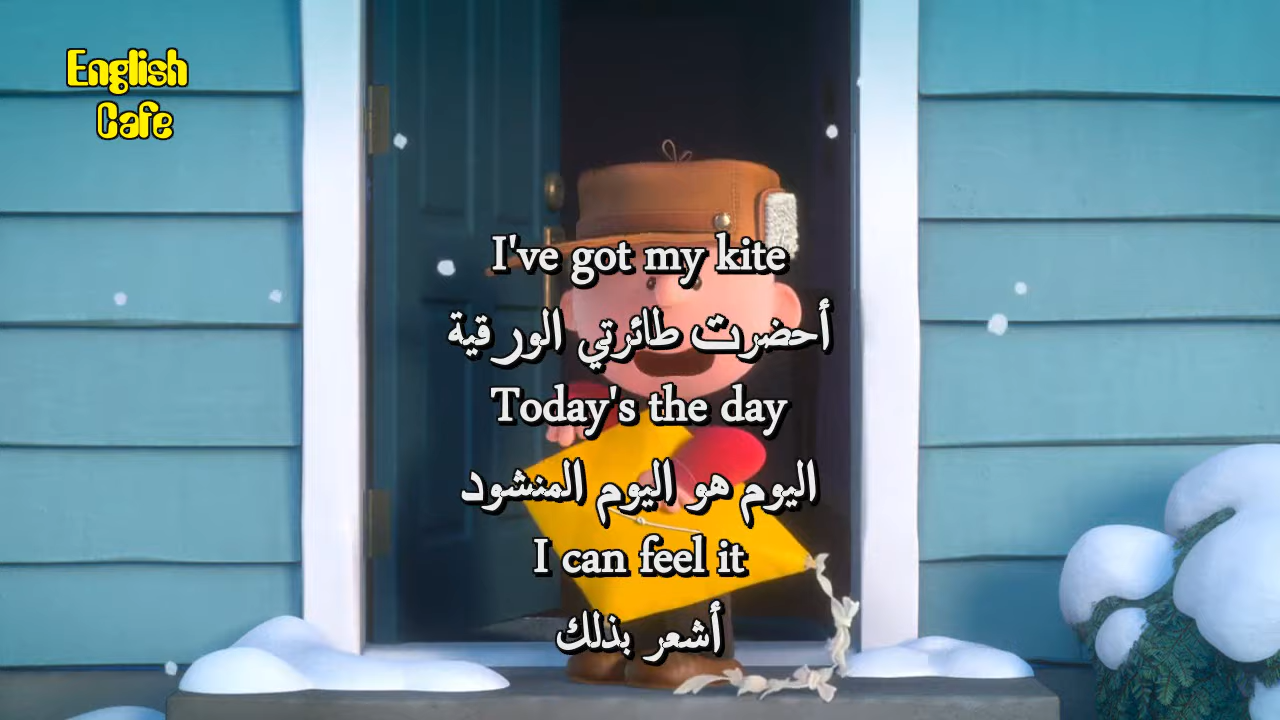 English
Cafe
I've got my kite
أحضرت طائرتي الورقية
Today's the day
اليوم هو اليوم المنشود
I can feel it
أشعر بذلك